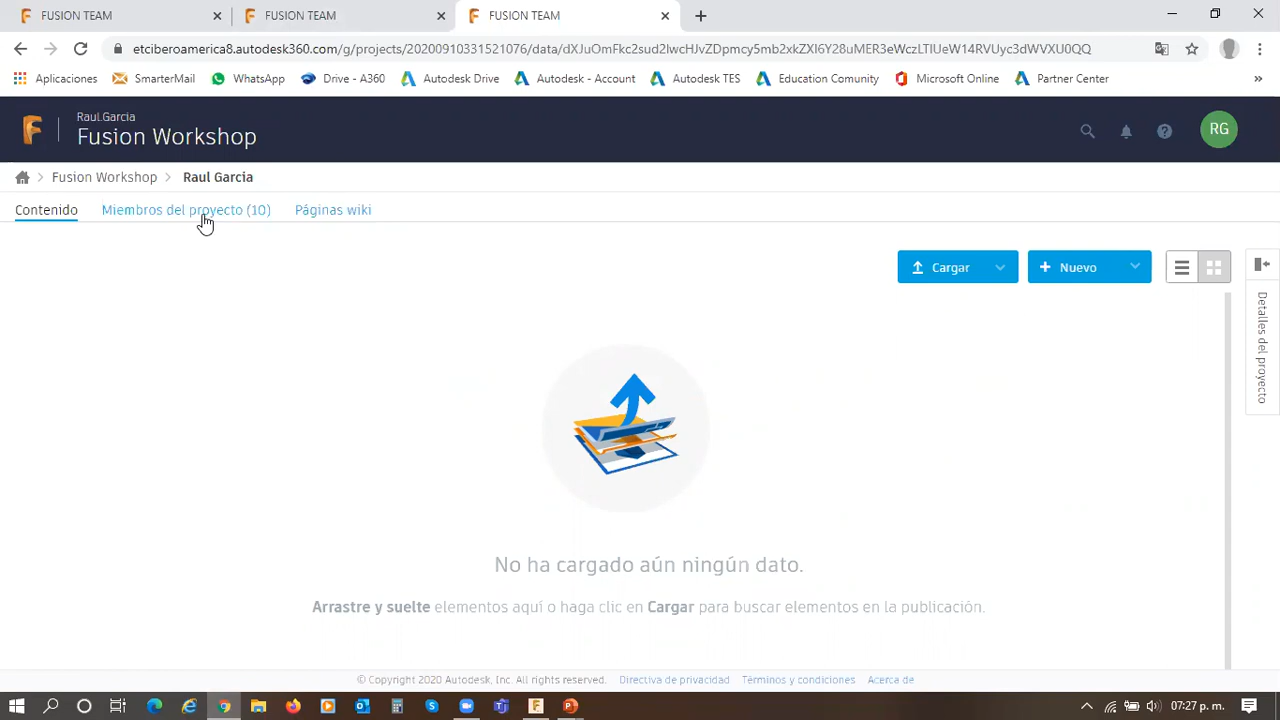 FUSION TEAM
FUSION TEAM
FUSION TEAM
etciberoamerica8.autodesk360.com/g/projects/20200910331521076/data/dXJuOmFkc2sud2lwcHJvZDpmcy5mb2xkZXI6Y28uMER3eWczLTlUeW14RVUyc3dWVXU0QQ
Aplicaciones
SmarterMail
WhatsApp
Drive - A360
Autodesk Drive
Autodesk - Account
Autodesk TES
Education Comunity
Microsoft Online
Partner Center
»
Raul.Garcia
Fusion Workshop
RG
Fusion Workshop > Raul Garcia
Contenido
Miembros del proyecto (10)
Páginas wiki
Cargar
+ Nuevo
Detalles del proyecto
No ha cargado aún ningún dato.
Arrastre y suelte elementos aquí o haga clic en Cargar para buscar elementos en la publicación.
© Copyright 2020 Autodesk, Inc. All rights reserved.
Directiva de privacidad
Términos y condiciones
Acerca de
07:27 p. m.